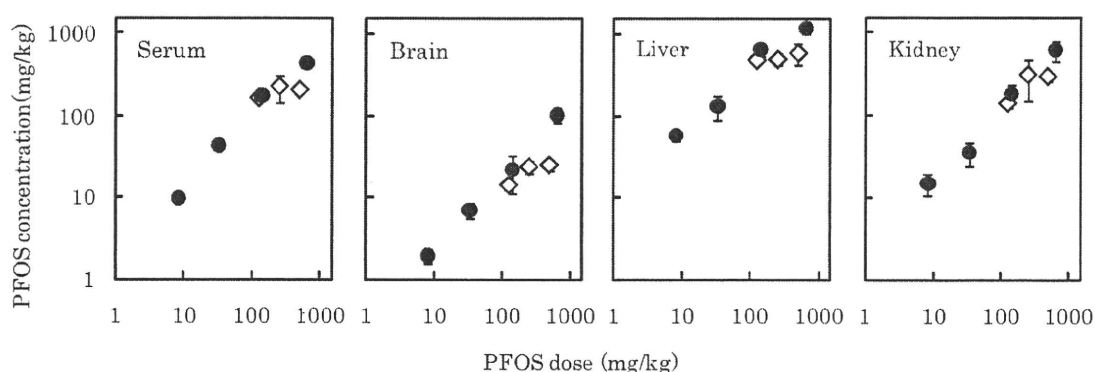 1000
100
10
1
PFOS concentration(mg/kg)
Serum
Brain
Liver
Kidney
1 10 100 1000
1 10 100 1000
1 10 100 1000
1 10 100 1000
PFOS dose (mg/kg)